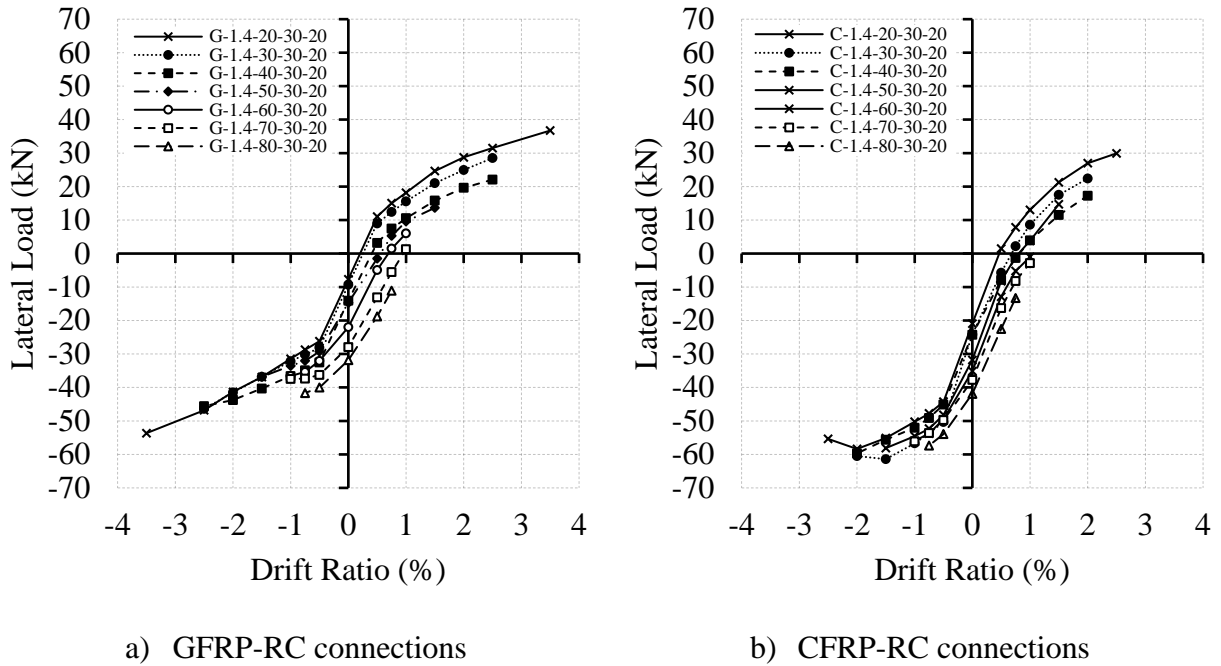 70
60
50
40
30
20
10
0
-10
-20
-30
-40
-50
-60
-70
Lateral Load (kN)
G-1.4-20-30-20
G-1.4-30-30-20
G-1.4-40-30-20
G-1.4-50-30-20
G-1.4-60-30-20
G-1.4-70-30-20
G-1.4-80-30-20
-4 -3 -2 -1 0 1 2 3 4
Drift Ratio (%)
a) GFRP-RC connections
70
60
50
40
30
20
10
0
-10
-20
-30
-40
-50
-60
-70
Lateral Load (kN)
C-1.4-20-30-20
C-1.4-30-30-20
C-1.4-40-30-20
C-1.4-50-30-20
C-1.4-60-30-20
C-1.4-70-30-20
C-1.4-80-30-20
-4 -3 -2 -1 0 1 2 3 4
Drift Ratio (%)
b) CFRP-RC connections